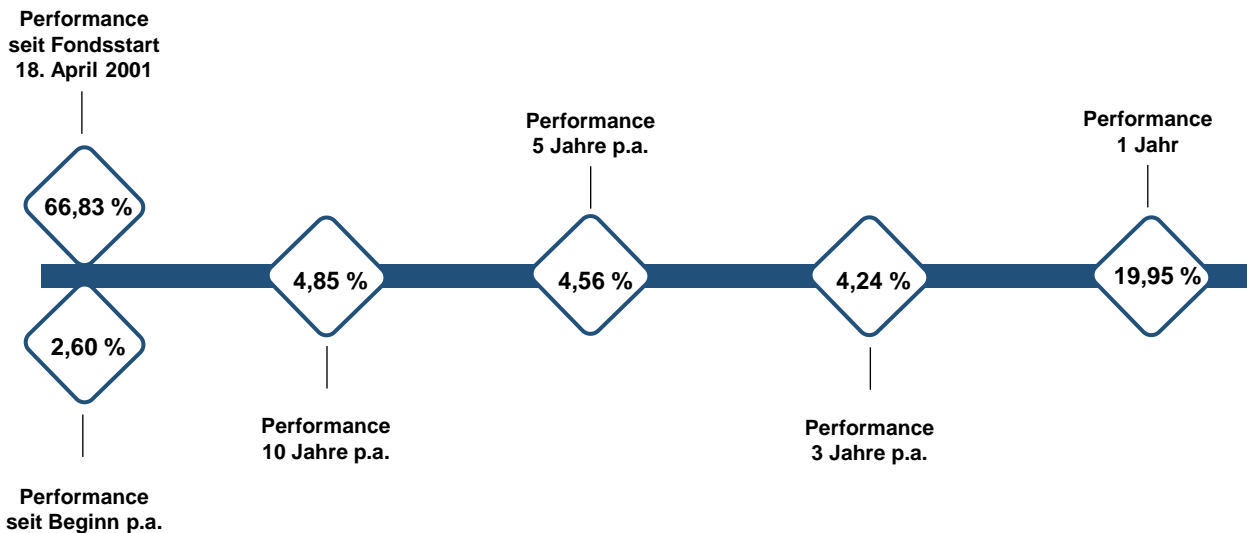 Performance
seit Fondsstart
18. April 2001
66,83 %
2,60 %
Performance
seit Beginn p.a.
4,85 %
Performance
10 Jahre p.a.
Performance
5 Jahre p.a.
4,56 %
4,24 %
Performance
3 Jahre p.a.
Performance
1 Jahr
19,95 %